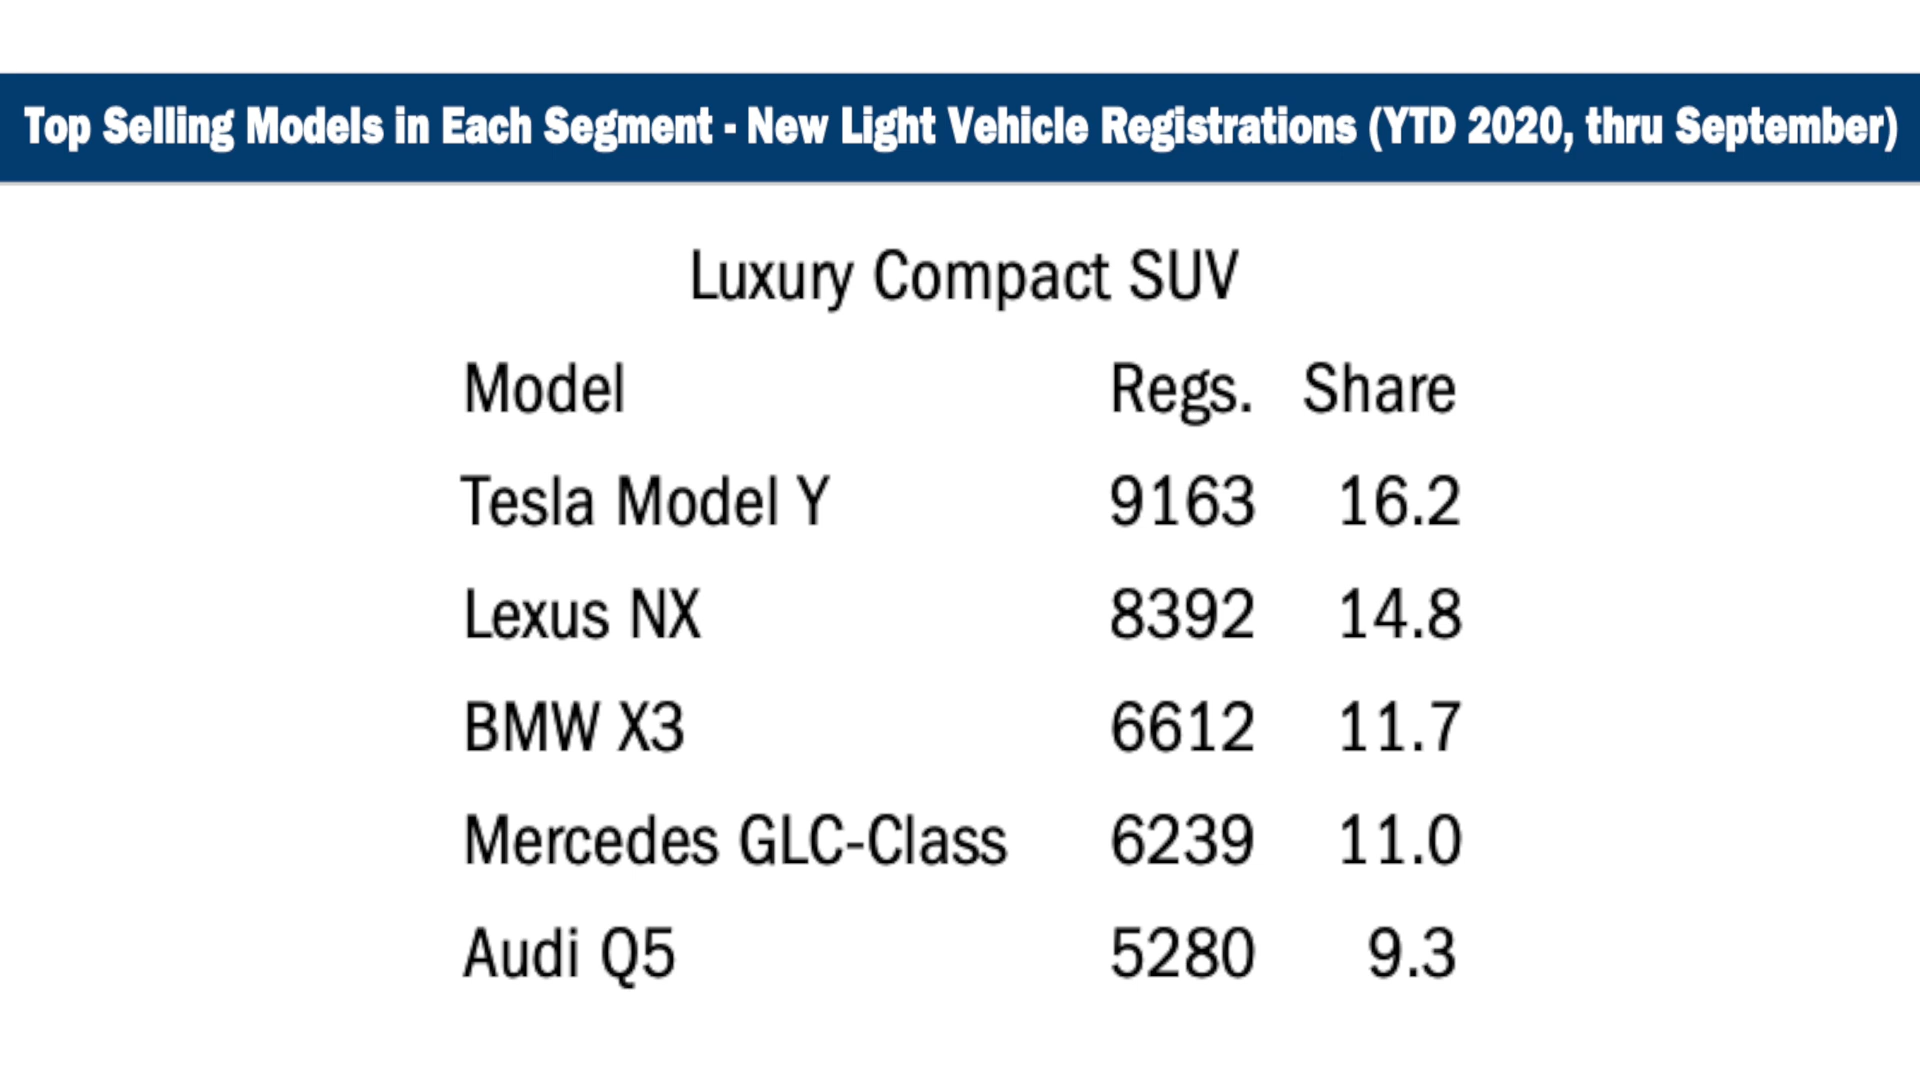 Top Selling Models in Each Segment - New Light Vehicle Registrations (YTD 2020, thru September)
Luxury Compact SUV
Model Regs. Share
Tesla Model Y 9163 16.2
Lexus NX 8392 14.8
BMW X3 6612 11.7
Mercedes GLC-Class 6239 11.0
Audi Q5 5280 9.3